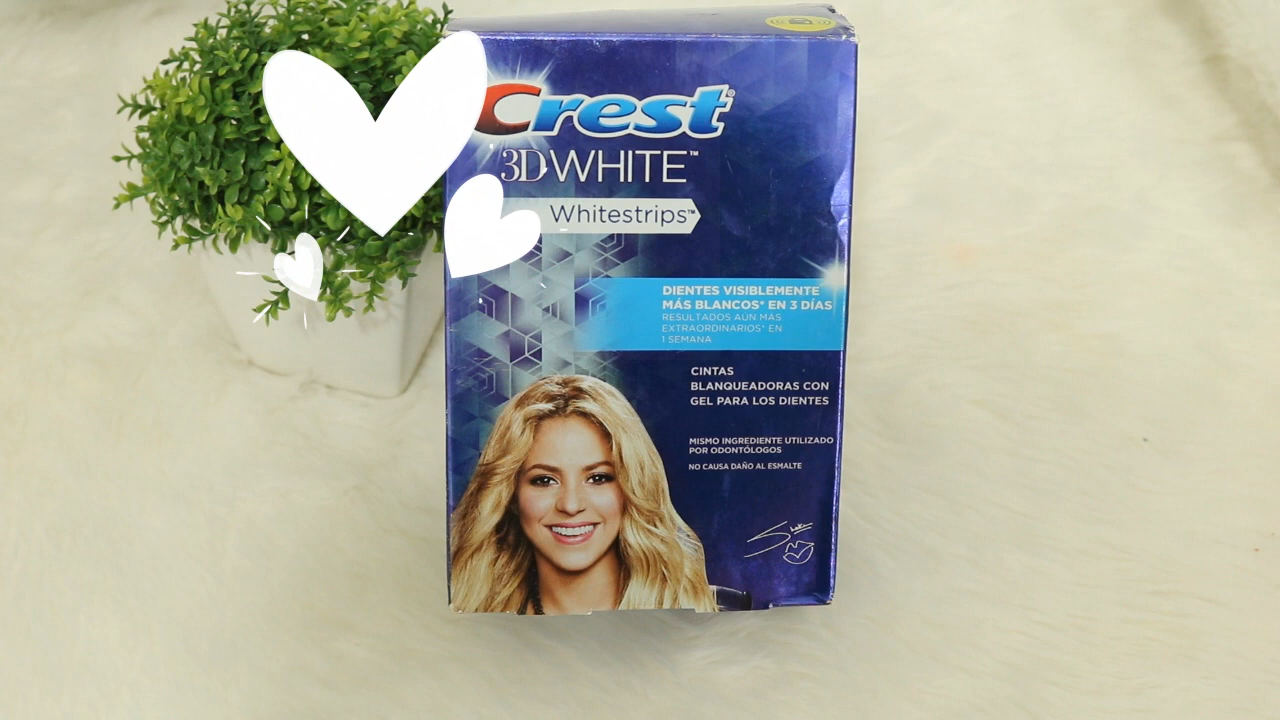 Crest®
3D WHITE™
Whitestrips™
DIENTES VISIBLEMENTE
MÁS BLANCOS* EN 3 DÍAS
RESULTADOS AÚN MÁS
EXTRAORDINARIOS* EN
1 SEMANA
CINTAS
BLANQUEADORAS CON
GEL PARA LOS DIENTES
MISMO INGREDIENTE UTILIZADO
POR ODONTÓLOGOS
NO CAUSA DAÑO AL ESMALTE